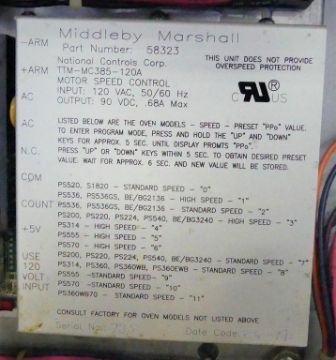 Middleby Marshall
-ARM
Part Number: 58323
National Controls Corp.
THIS UNIT DOES NOT PROVIDE
OVERSPEED PROTECTION
+ARM
TTM-MC385-120A
MOTOR SPEED CONTROL
INPUT: 120 VAC, 50/60 Hz
AC
OUTPUT: 90 VDC, .68A Max
C RU US
AC
LISTED BELOW ARE THE OVEN MODELS - SPEED - PRESET "PPo" VALUE.
TO ENTER PROGRAM MODE, PRESS AND HOLD THE "UP" AND "DOWN"
KEYS FOR APPROX. 5 SEC. UNTIL DISPLAY PROMTS "PPo".
N.C.
PRESS "UP" OR "DOWN" KEYS WITHIN 5 SEC. TO OBTAIN DESIRED PRESET
VALUE. WAIT FOR APPROX. 6 SEC. AND NEW VALUE WILL BE STORED.
COM
PS520, S1820 - STANDARD SPEED - "0"
PS536, PS536GS, BE/BG2136 - HIGH SPEED - "1"
COUNT
PS536, PS536GS, BE/BG2136 - STANDARD SPEED - "2"
PS200, PS220, PS224, PS540, BE/BG3240 - HIGH SPEED - "3"
+5V
PS314 - HIGH SPEED - "4"
PS555 - HIGH SPEED - "5"
PS570 - HIGH SPEED - "6"
USE
PS200, PS220, PS224, PS540, BE/BG3240 - STANDARD SPEED - "7"
120
PS314, PS360, PS360WB, PS360EWB - STANDARD SPEED - "8"
VOLT
PS555 - STANDARD SPEED - "9"
INPUT
PS570 - STANDARD SPEED - "10"
PS360WB70 - STANDARD SPEED - "11"
CONSULT FACTORY FOR OVEN MODELS NOT LISTED ABOVE
Serial No:
Date Code: